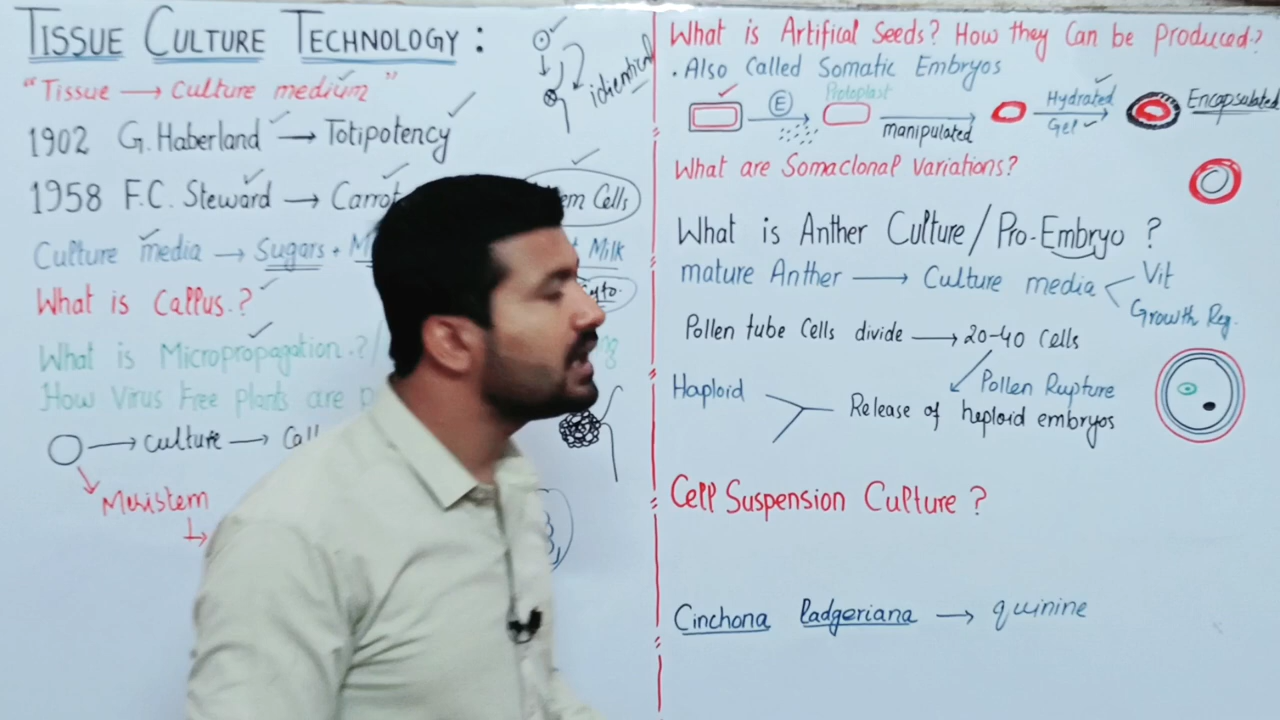 TISSUE CULTURE TECHNOLOGY :
"Tissue → Culture medium"
identical
1902 G. Haberland → Totipotency
1958 F.C. Steward → Carrot
Cells
Culture media → Sugars +
Milk
What is Callus.?
Cyto.
What is Micropropagation.?/
How Virus Free plants are
→ culture →
Meristem
What is Artifical Seeds? How they Can be Produced.?
. Also Called Somatic Embryos
E
Protoplast
manipulated
Hydrated
Gel
Encapsulated
What are Somaclonal Variations?
What is Anther Culture/Pro-Embryo ?
mature Anther → Culture media
Vit
Growth Reg.
Pollen tube Cells divide → 20-40 Cells
Pollen Rupture
Haploid
Release of haploid embryos
Cell Suspension Culture ?
Cinchona ladgeriana → quinine